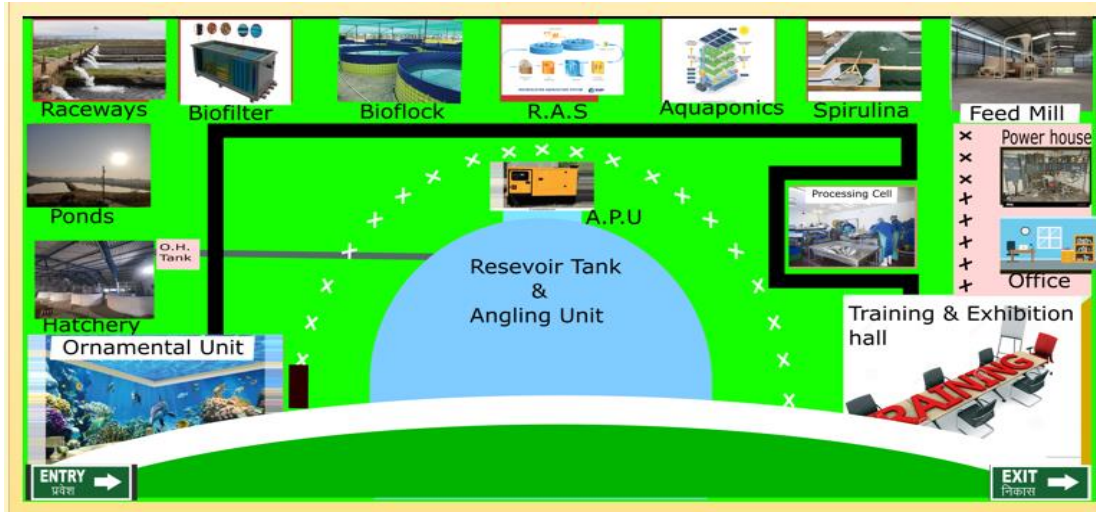 Raceways
Biofilter
Bioflock
R.A.S
Aquaponics
Spirulina
Feed Mill
Power house
Ponds
A.P.U
Processing Cell
O.H.
Tank
Hatchery
Resevoir Tank
&
Angling Unit
Office
Ornamental Unit
Training & Exhibition
hall
TRAINING
ENTRY
प्रवेश
EXIT
निकास